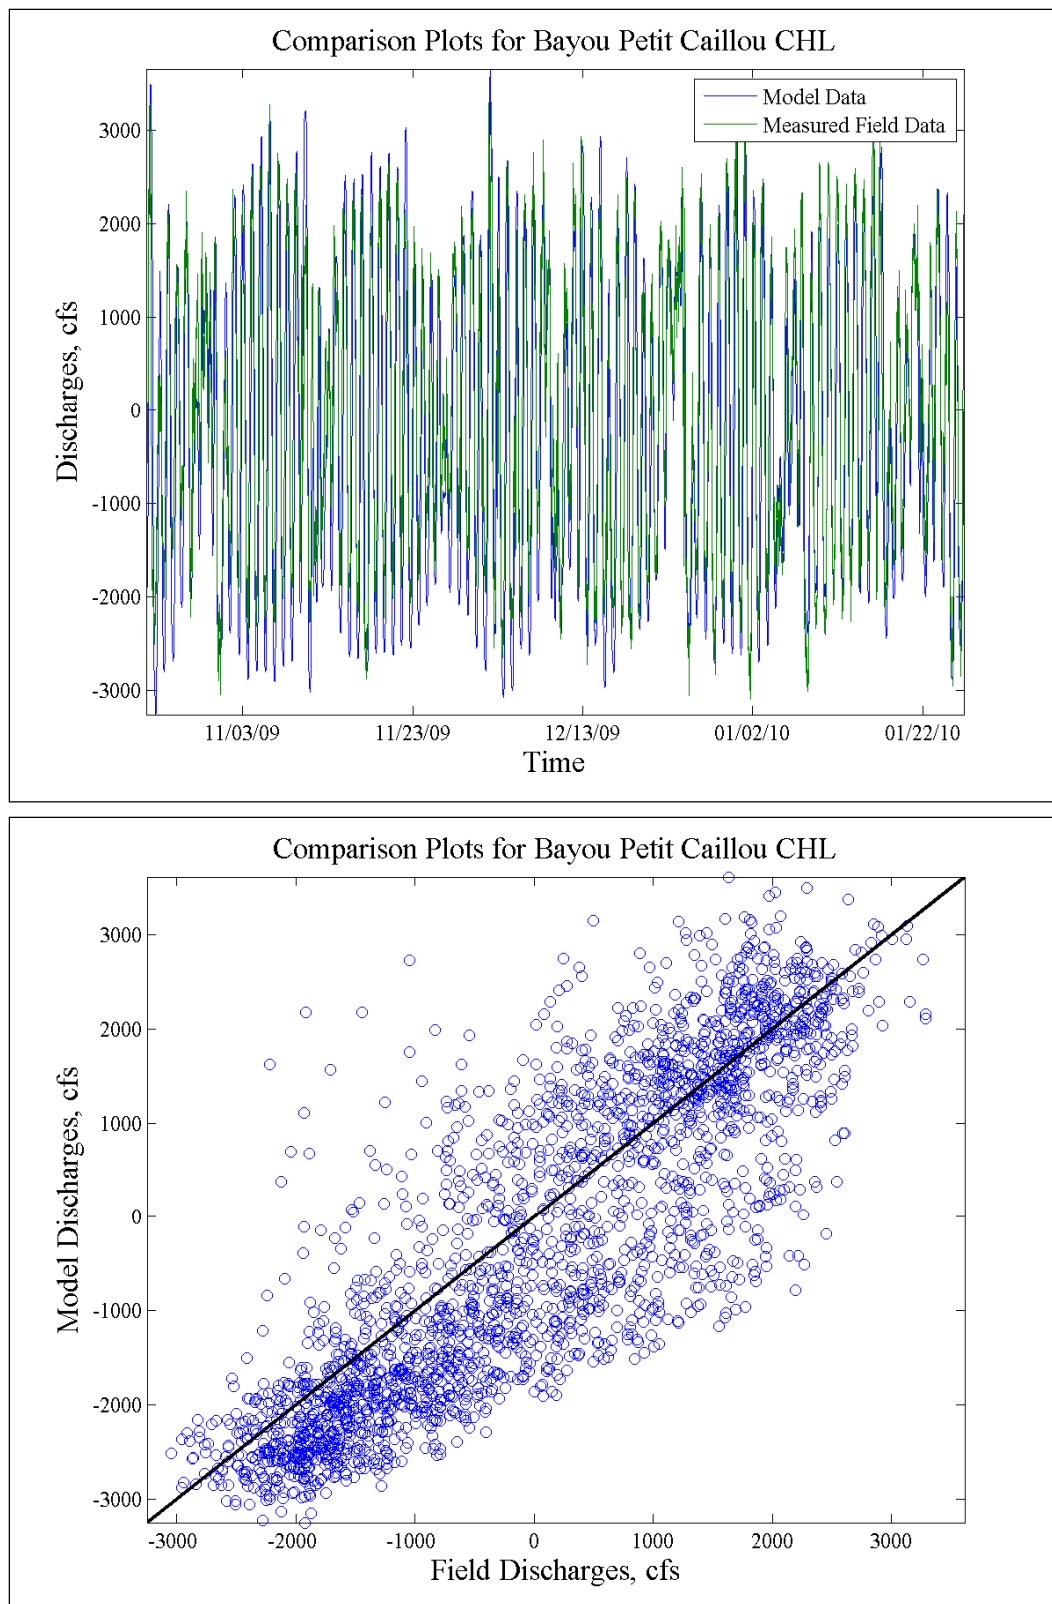 Comparison Plots for Bayou Petit Caillou CHL
Model Data
Measured Field Data
3000
2000
1000
0
-1000
-2000
-3000
Discharges, cfs
11/03/09 11/23/09 12/13/09 01/02/10 01/22/10
Time
Comparison Plots for Bayou Petit Caillou CHL
3000
2000
1000
0
-1000
-2000
-3000
Model Discharges, cfs
-3000 -2000 -1000 0 1000 2000 3000
Field Discharges, cfs